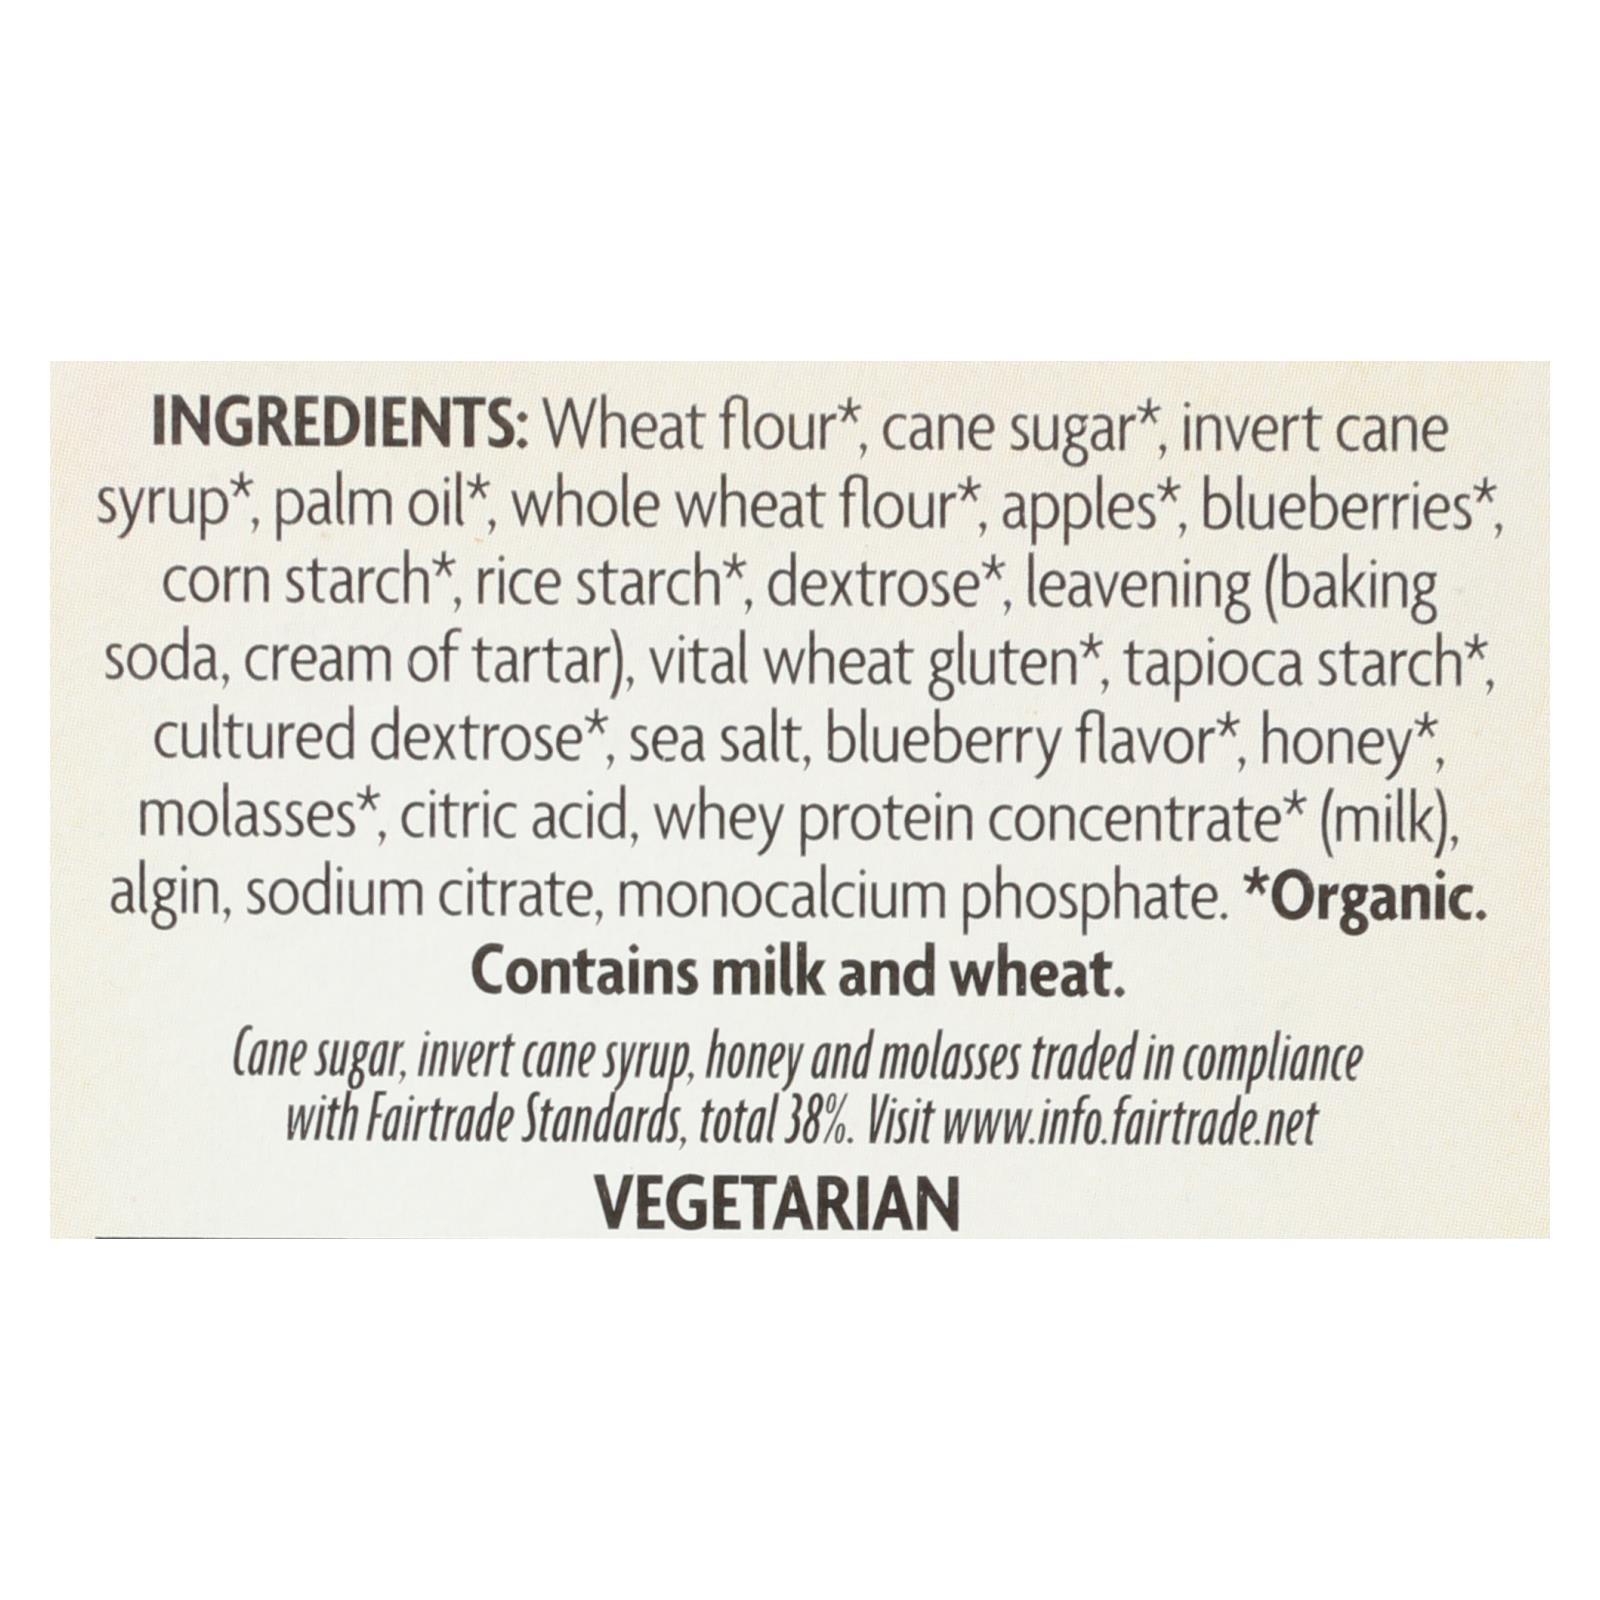 INGREDIENTS: Wheat flour*, cane sugar*, invert cane
syrup*, palm oil*, whole wheat flour*, apples*, blueberries*,
corn starch*, rice starch*, dextrose*, leavening (baking
soda, cream of tartar), vital wheat gluten*, tapioca starch*,
cultured dextrose*, sea salt, blueberry flavor*, honey*,
molasses*, citric acid, whey protein concentrate* (milk),
algin, sodium citrate, monocalcium phosphate. *Organic.
Contains milk and wheat.
Cane sugar, invert cane syrup, honey and molasses traded in compliance
with Fairtrade Standards, total 38%. Visit www.info.fairtrade.net
VEGETARIAN